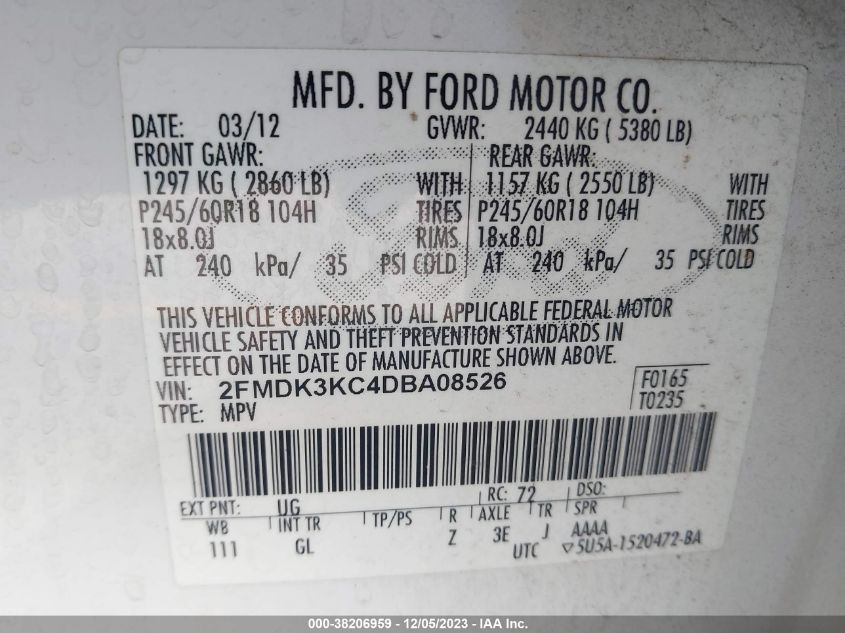 MFD. BY FORD MOTOR CO.
DATE: 03/12 GVWR: 2440 KG ( 5380 LB)
FRONT GAWR: REAR GAWR:
1297 KG ( 2860 LB) WITH 1157 KG ( 2550 LB) WITH
P245/60R18 104H TIRES P245/60R18 104H TIRES
18x8.0J RIMS 18x8.0J RIMS
AT 240 kPa/ 35 PSI COLD AT 240 kPa/ 35 PSI COLD
THIS VEHICLE CONFORMS TO ALL APPLICABLE FEDERAL MOTOR
VEHICLE SAFETY AND THEFT PREVENTION STANDARDS IN
EFFECT ON THE DATE OF MANUFACTURE SHOWN ABOVE.
VIN: 2FMDK3KC4DBA08526 F0165
TYPE: MPV T0235
EXT PNT: UG RC: 72 DSO:
WB INT TR TP/PS R AXLE TR SPR
111 GL Z 3E J AAAA
UTC ▽5U5A-1520472-BA
000-38206959 - 12/05/2023 - IAA Inc.